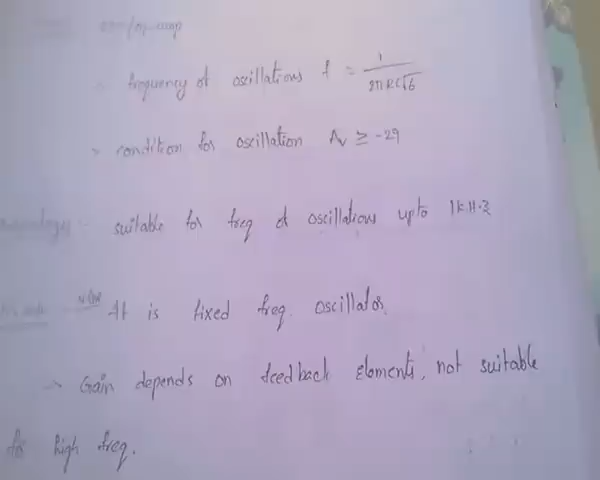 frequency of oscillations f = 1/2πRC√6
condition for oscillation Av ≥ -29
suitable for freq of oscillations upto 1K.H.Z
It is fixed freq. oscillator.
→ Gain depends on feedback elements, not suitable
for high freq.